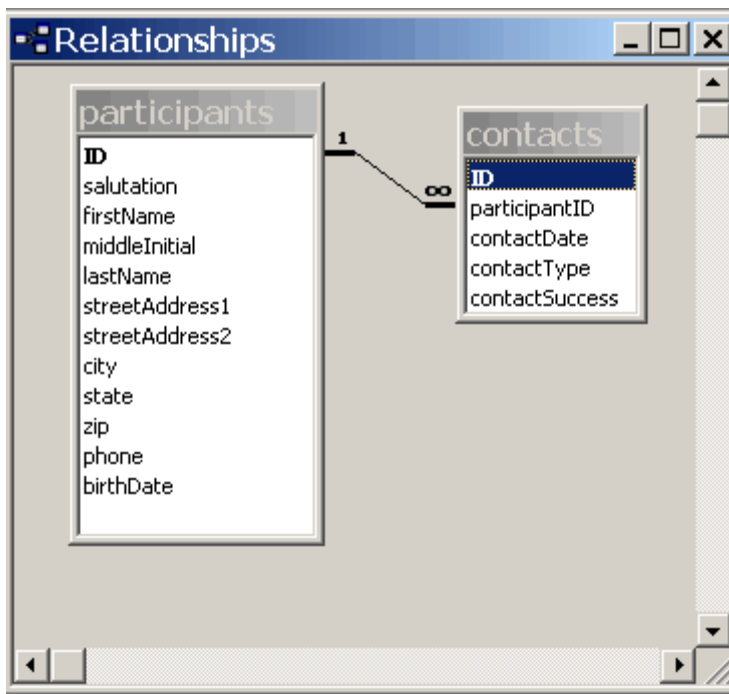 Relationships
participants
ID
salutation
firstName
middleInitial
lastName
streetAddress1
streetAddress2
city
state
zip
phone
birthDate
1
∞
contacts
ID
participantID
contactDate
contactType
contactSuccess